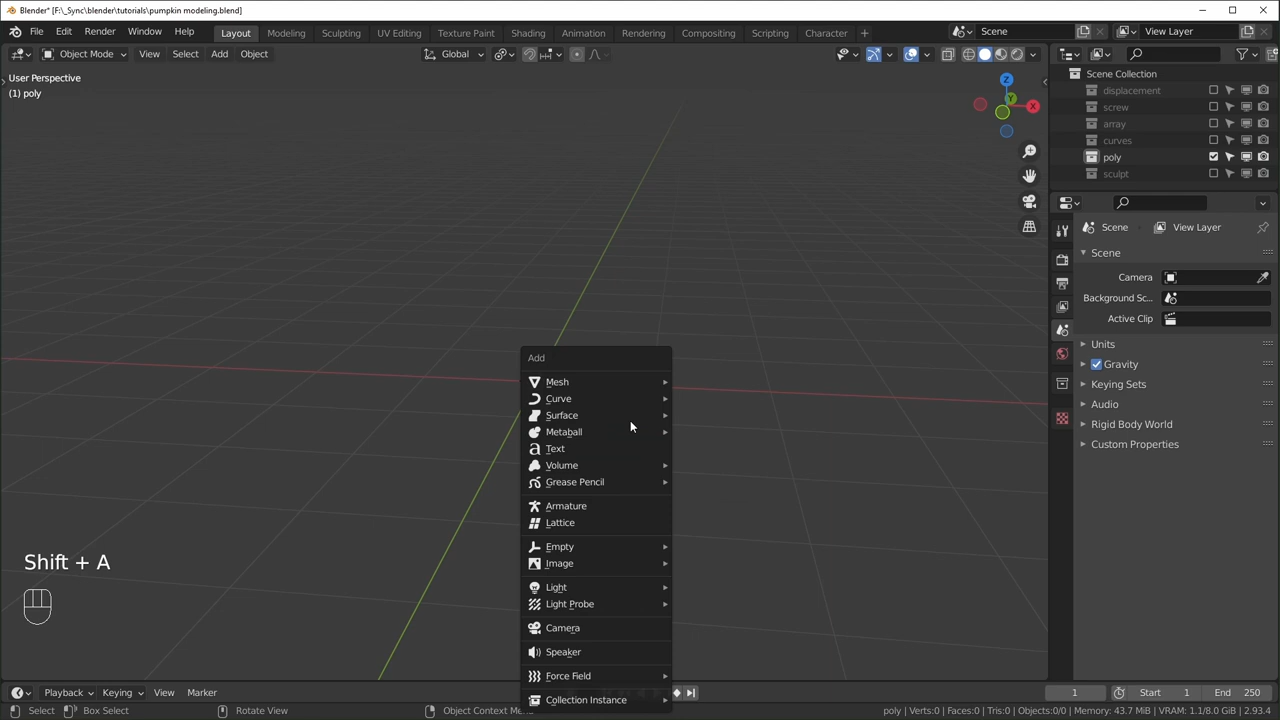 Blender* [F:\_Sync\blender\tutorials\pumpkin modeling.blend]
File Edit Render Window Help Layout Modeling Sculpting UV Editing Texture Paint Shading Animation Rendering Compositing Scripting Character + Scene View Layer
Object Mode View Select Add Object Global
User Perspective
(1) poly
Z
Y
X
Scene Collection
displacement
screw
array
curves
poly
sculpt
Scene View Layer
Scene
Camera
Background Sc...
Active Clip
Units
Gravity
Keying Sets
Audio
Rigid Body World
Custom Properties
Add
Mesh
Curve
Surface
Metaball
Text
Volume
Grease Pencil
Armature
Lattice
Empty
Image
Light
Light Probe
Camera
Speaker
Force Field
Collection Instance
Shift + A
Playback Keying View Marker 1 Start 1 End 250
Select Box Select Rotate View Object Context Menu poly | Verts:0 | Faces:0 | Tris:0 | Objects:0/0 | Memory: 43.7 MiB | VRAM: 1.1/8.0 GiB | 2.93.4